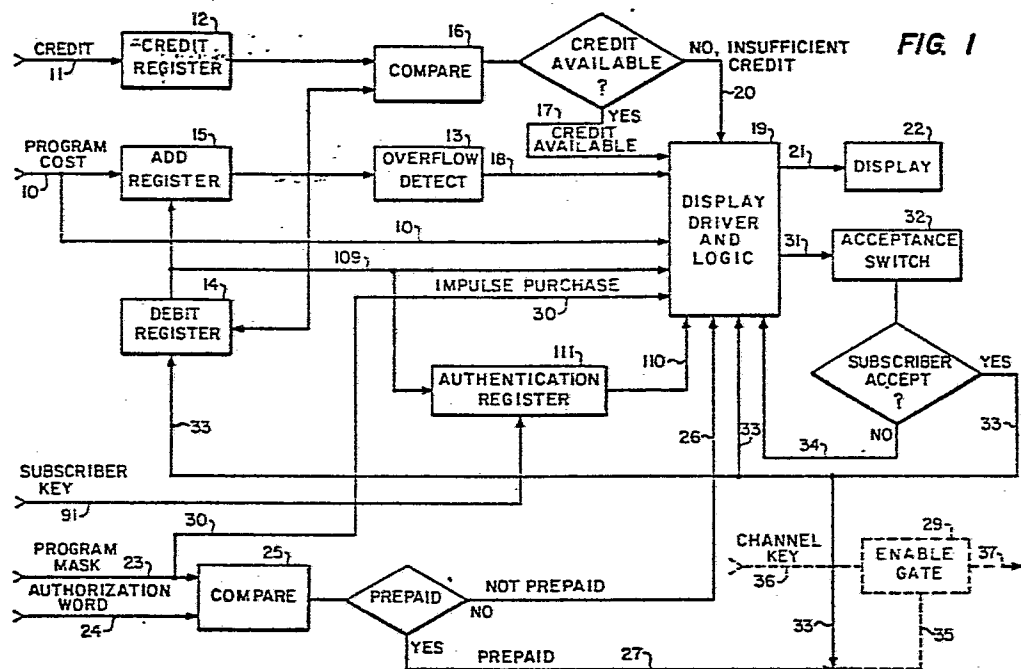 FIG. 1
CREDIT
11
12
CREDIT
REGISTER
16
COMPARE
CREDIT
AVAILABLE
?
NO, INSUFFICIENT
CREDIT
20
YES
17
CREDIT
AVAILABLE
PROGRAM
COST
10
15
ADD
REGISTER
13
OVERFLOW
DETECT
18
19
DISPLAY
DRIVER
AND
LOGIC
21
22
DISPLAY
10
31
32
ACCEPTANCE
SWITCH
109
IMPULSE PURCHASE
30
14
DEBIT
REGISTER
111
AUTHENTICATION
REGISTER
110
SUBSCRIBER
ACCEPT
?
YES
NO
33
26
33
34
33
SUBSCRIBER
KEY
91
30
PROGRAM
MASK
23
AUTHORIZATION
WORD
24
25
COMPARE
PREPAID
NOT PREPAID
NO
YES
PREPAID
27
CHANNEL
KEY
36
29
ENABLE
GATE
37
33
35